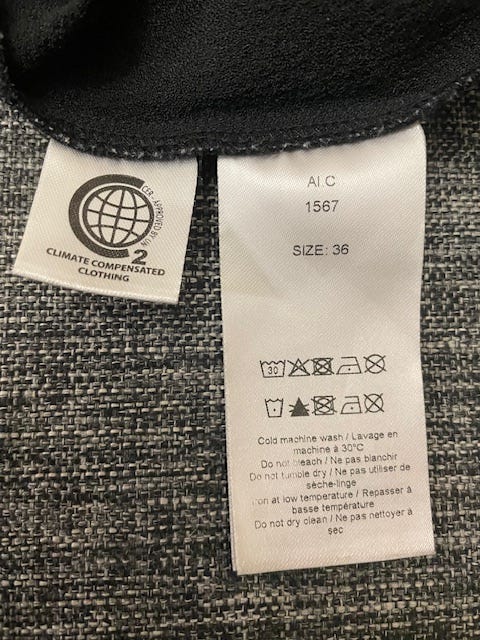 CER - APPROVED BY UN
2
CLIMATE COMPENSATED
CLOTHING
AI.C
1567
SIZE: 36
30
Cold machine wash / Lavage en
machine à 30°C
Do not bleach / Ne pas blanchir
Do not tumble dry / Ne pas utiliser de
sèche-linge
Iron at low temperature / Repasser à
basse température
Do not dry clean / Ne pas nettoyer à
sec